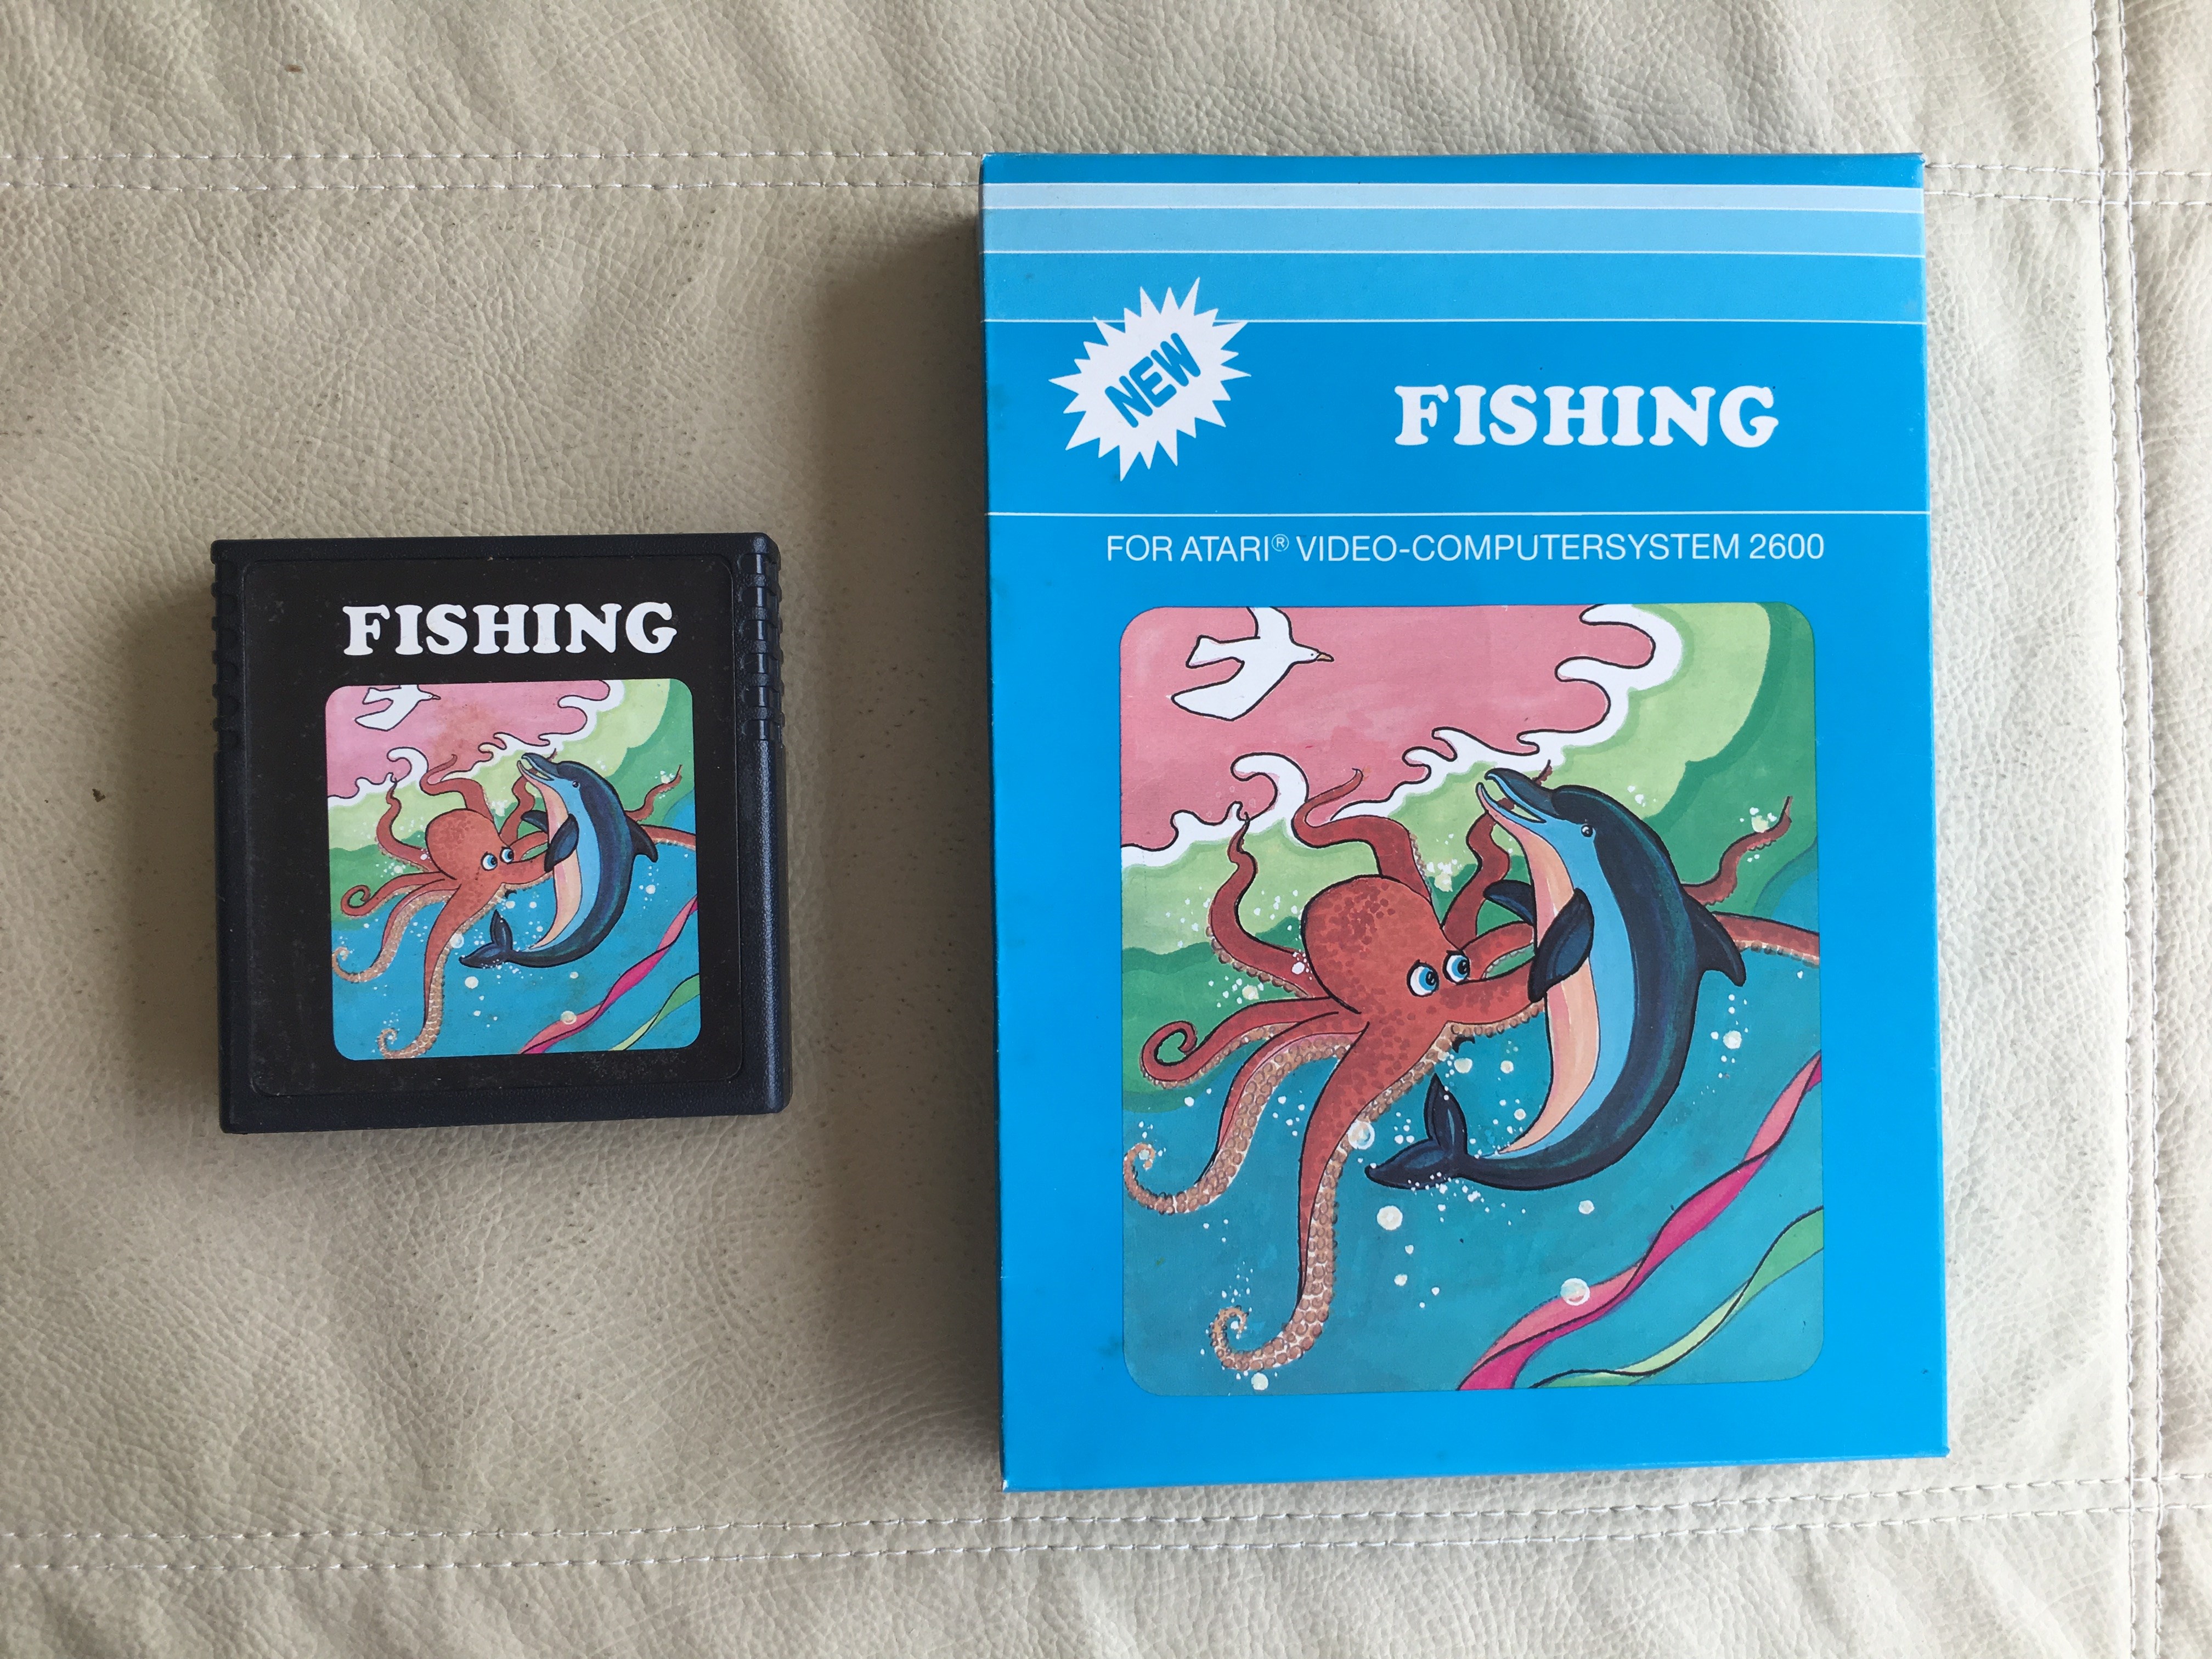 FISHING
NEW
FISHING
FOR ATARI® VIDEO-COMPUTERSYSTEM 2600